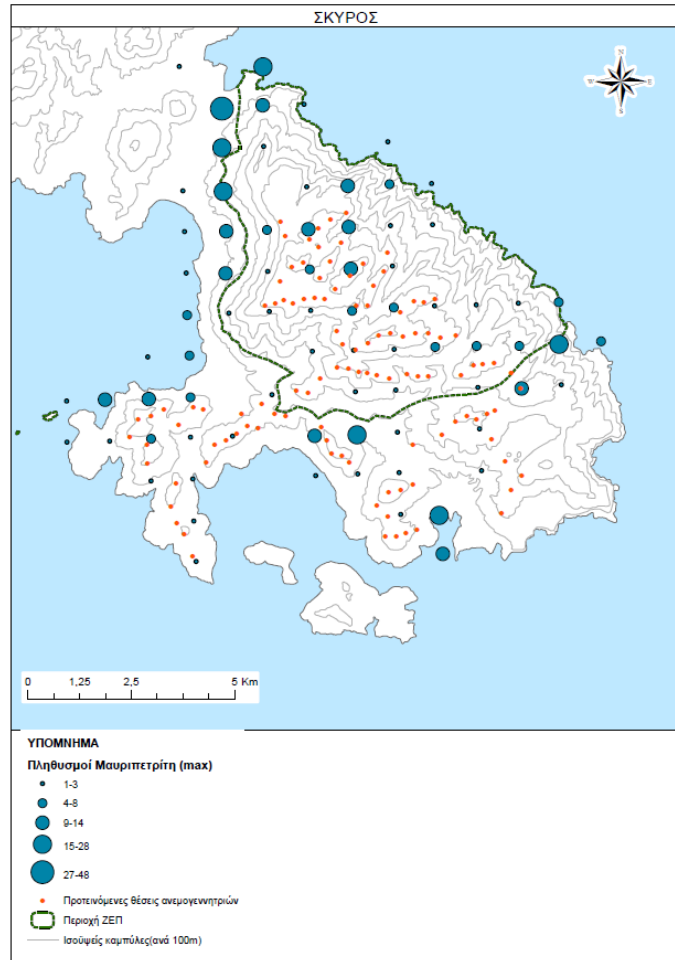 ΣΚΥΡΟΣ
N
W E
S
0 1,25 2,5 5 Km
ΥΠΟΜΝΗΜΑ
Πληθυσμοί Μαυριπετρίτη (max)
1-3
4-8
9-14
15-28
27-48
Προτεινόμενες θέσεις ανεμογεννητριών
Περιοχή ΖΕΠ
Ισοϋψείς καμπύλες(ανά 100m)